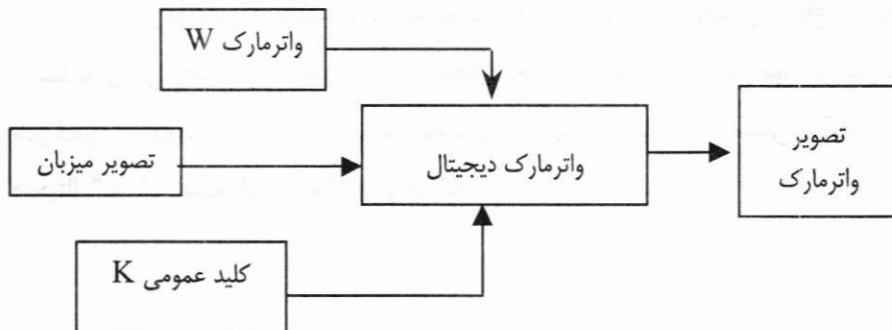 واترمارک W
تصویر میزبان
واترمارک دیجیتال
تصویر
واترمارک
کلید عمومی K